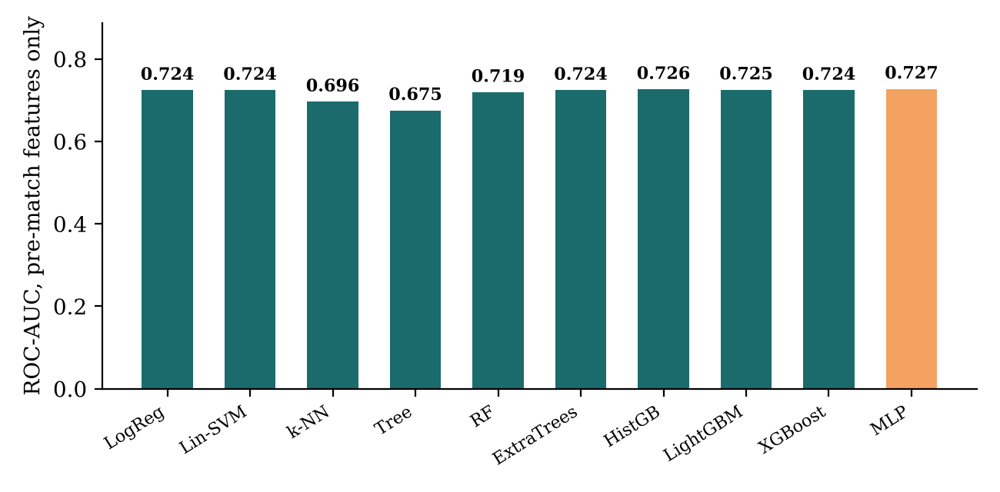 ROC-AUC, pre-match features only
0.8
0.6
0.4
0.2
0.0
0.724
0.724
0.696
0.675
0.719
0.724
0.726
0.725
0.724
0.727
LogReg
Lin-SVM
k-NN
Tree
RF
ExtraTrees
HistGB
LightGBM
XGBoost
MLP